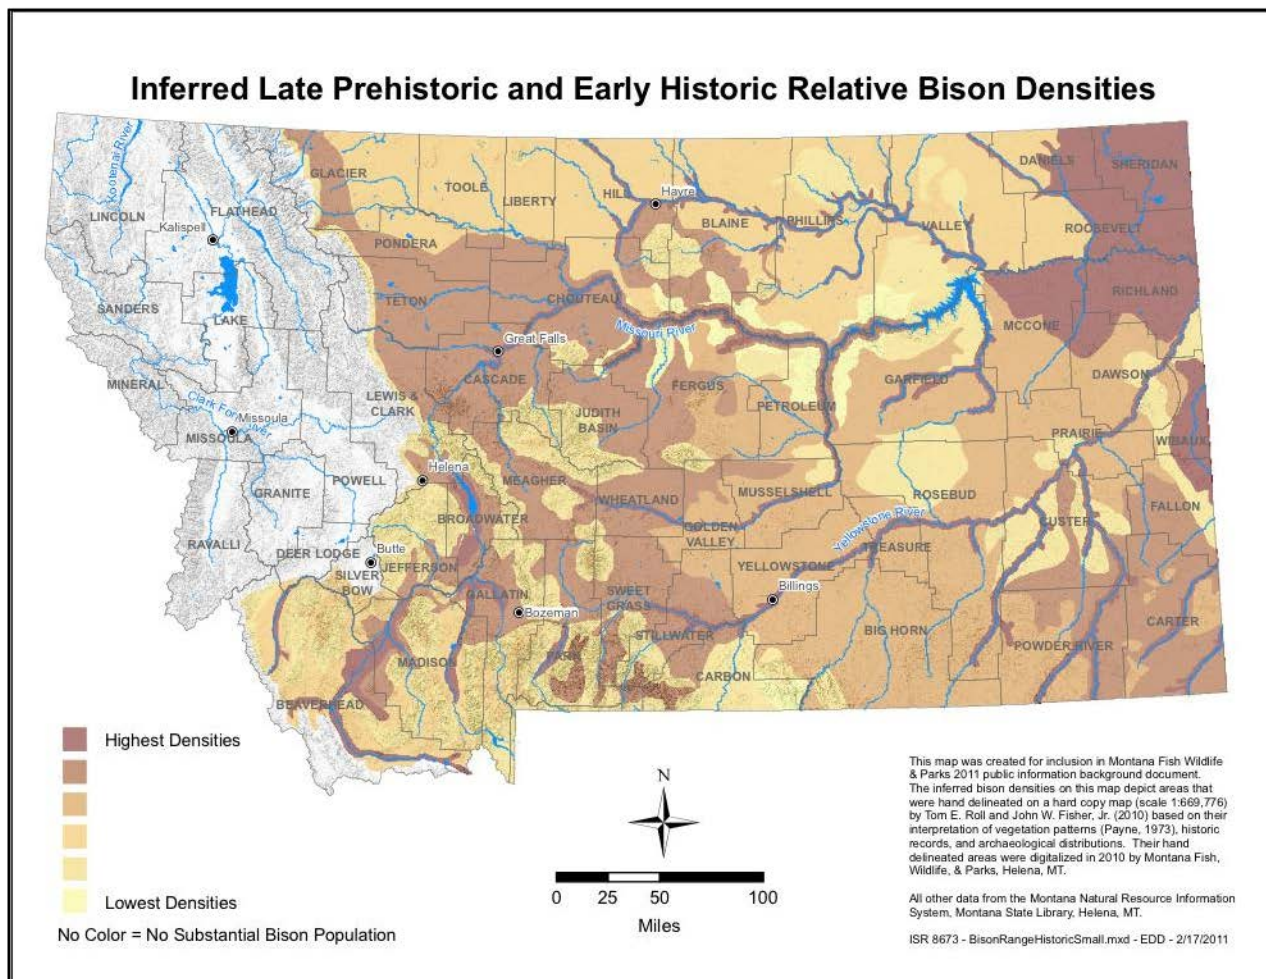 Inferred Late Prehistoric and Early Historic Relative Bison Densities
Kootenai River
LINCOLN
FLATHEAD
Kalispell
GLACIER
TOOLE
LIBERTY
HILL
Havre
BLAINE
PHILLIPS
VALLEY
DANIELS
SHERIDAN
ROOSEVELT
PONDERA
SANDERS
LAKE
TETON
CHOUTEAU
Missouri River
RICHLAND
MCCONE
Great Falls
MINERAL
Clark Fork River
Missoula
MISSOULA
LEWIS &
CLARK
CASCADE
JUDITH
BASIN
FERGUS
PETROLEUM
GARFIELD
DAWSON
PRAIRIE
WIBAUX
Helena
POWELL
GRANITE
MEAGHER
WHEATLAND
MUSSELSHELL
ROSEBUD
FALLON
CUSTER
BROADWATER
GOLDEN
VALLEY
Yellowstone River
TREASURE
RAVALLI
DEER LODGE
Butte
SILVER
BOW
JEFFERSON
GALLATIN
Bozeman
SWEET
GRASS
YELLOWSTONE
Billings
STILLWATER
BIG HORN
POWDER RIVER
CARTER
MADISON
PARK
CARBON
BEAVERHEAD
Highest Densities
Lowest Densities
No Color = No Substantial Bison Population
N
0 25 50 100
Miles
This map was created for inclusion in Montana Fish Wildlife
& Parks 2011 public information background document.
The inferred bison densities on this map depict areas that
were hand delineated on a hard copy map (scale 1:669,776)
by Tom E. Roll and John W. Fisher, Jr. (2010) based on their
interpretation of vegetation patterns (Payne, 1973), historic
records, and archaeological distributions. Their hand
delineated areas were digitalized in 2010 by Montana Fish,
Wildlife, & Parks, Helena, MT.
All other data from the Montana Natural Resource Information
System, Montana State Library, Helena, MT.
ISR 8673 - BisonRangeHistoricSmall.mxd - EDD - 2/17/2011